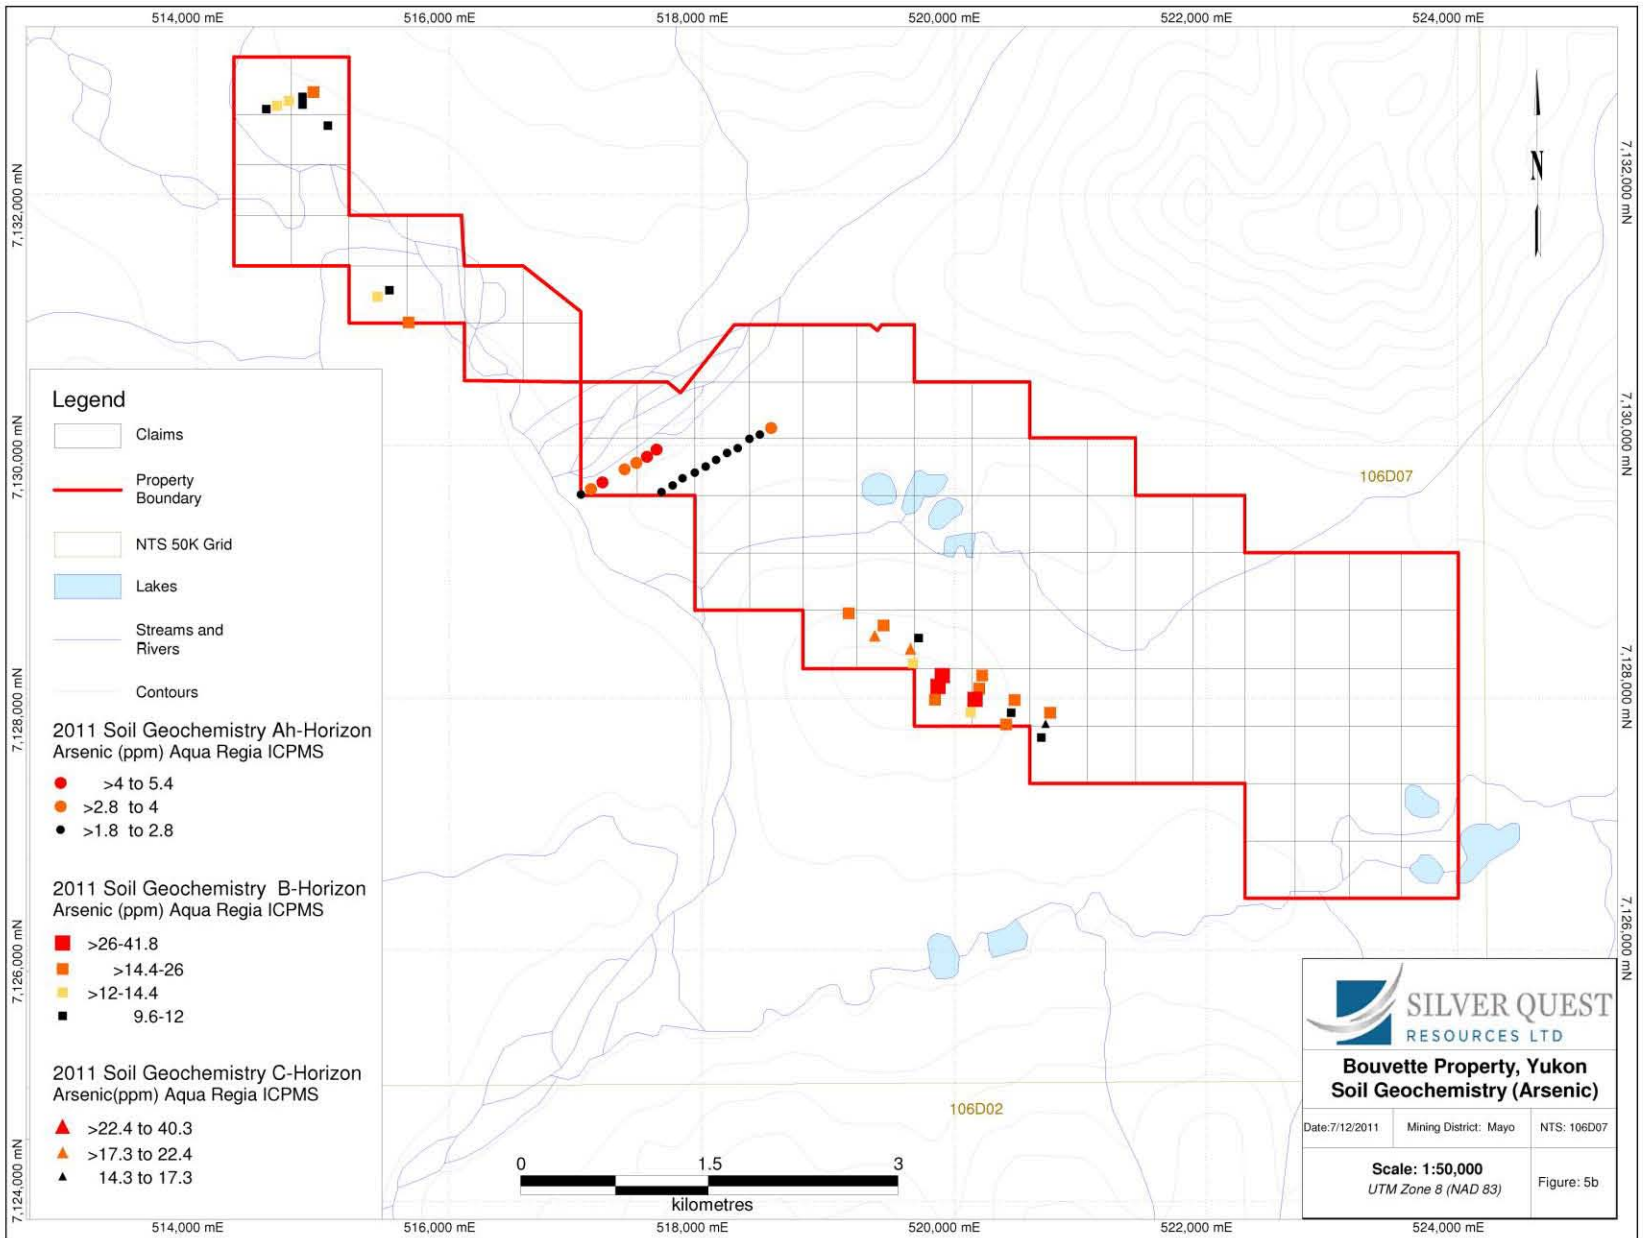 514,000 mE
516,000 mE
518,000 mE
520,000 mE
522,000 mE
524,000 mE
7,132,000 mN
7,132,000 mN
N
7,130,000 mN
7,130,000 mN
106D07
Legend
Claims
Property
Boundary
NTS 50K Grid
Lakes
Streams and
Rivers
Contours
7,128,000 mN
7,128,000 mN
2011 Soil Geochemistry Ah-Horizon
Arsenic (ppm) Aqua Regia ICPMS
>4 to 5.4
>2.8 to 4
>1.8 to 2.8
2011 Soil Geochemistry B-Horizon
Arsenic (ppm) Aqua Regia ICPMS
>26-41.8
>14.4-26
>12-14.4
9.6-12
7,126,000 mN
7,126,000 mN
2011 Soil Geochemistry C-Horizon
Arsenic(ppm) Aqua Regia ICPMS
>22.4 to 40.3
>17.3 to 22.4
14.3 to 17.3
7,124,000 mN
106D02
0 1.5 3
kilometres
SILVER QUEST
RESOURCES LTD
Bouvette Property, Yukon
Soil Geochemistry (Arsenic)
Date:7/12/2011
Mining District: Mayo
NTS: 106D07
Scale: 1:50,000
UTM Zone 8 (NAD 83)
Figure: 5b
514,000 mE
516,000 mE
518,000 mE
520,000 mE
522,000 mE
524,000 mE